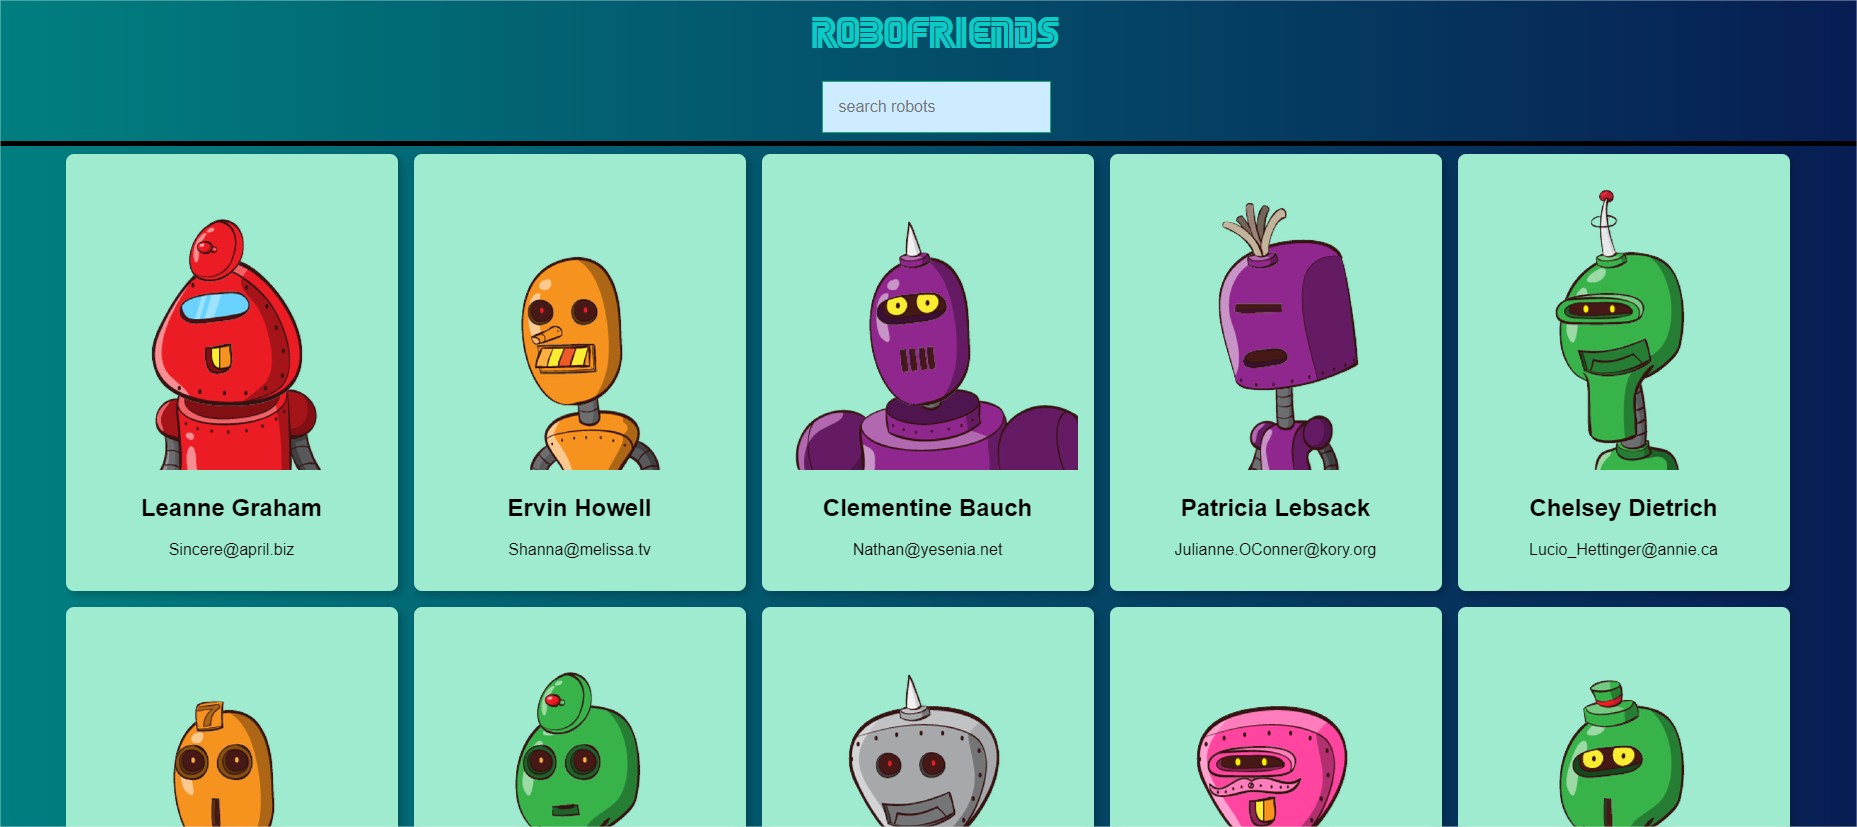 ROBOFRIENDS
search robots
Leanne Graham
Sincere@april.biz
Ervin Howell
Shanna@melissa.tv
Clementine Bauch
Nathan@yesenia.net
Patricia Lebsack
Julianne.OConner@kory.org
Chelsey Dietrich
Lucio_Hettinger@annie.ca
7